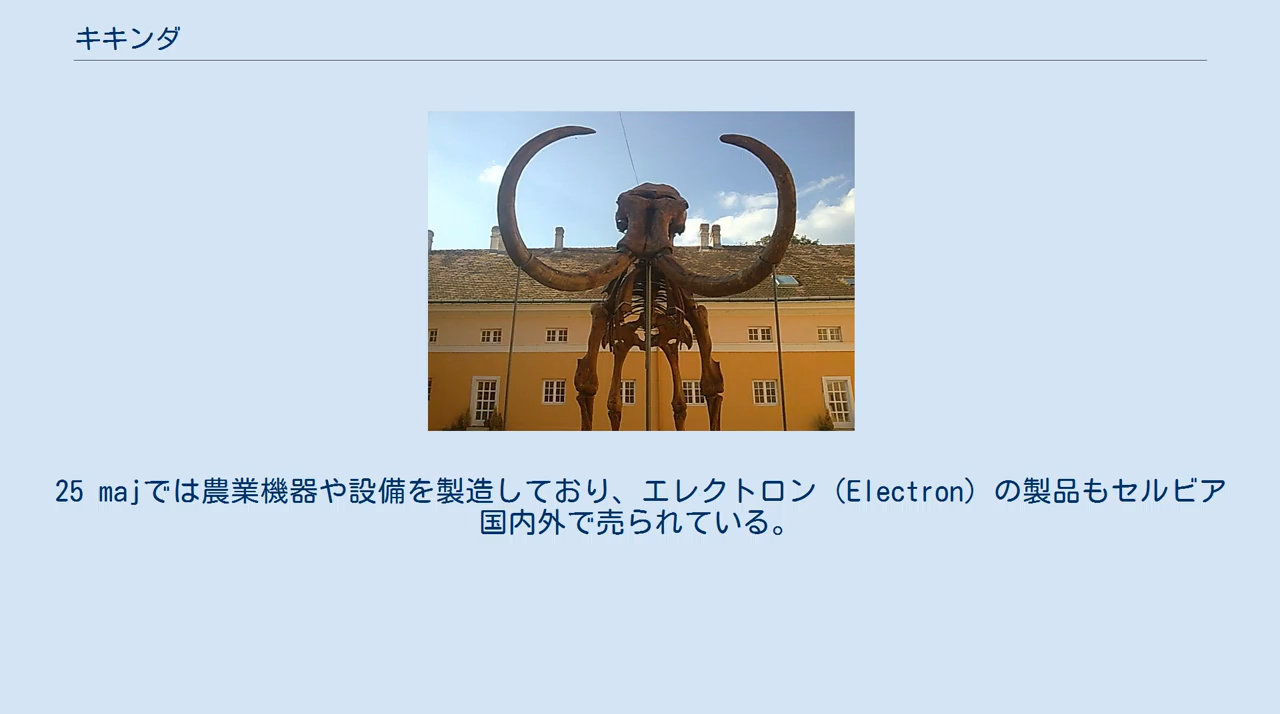 キキンダ
25 majでは農業機器や設備を製造しており、エレクトロン（Electron）の製品もセルビア
国内外で売られている。